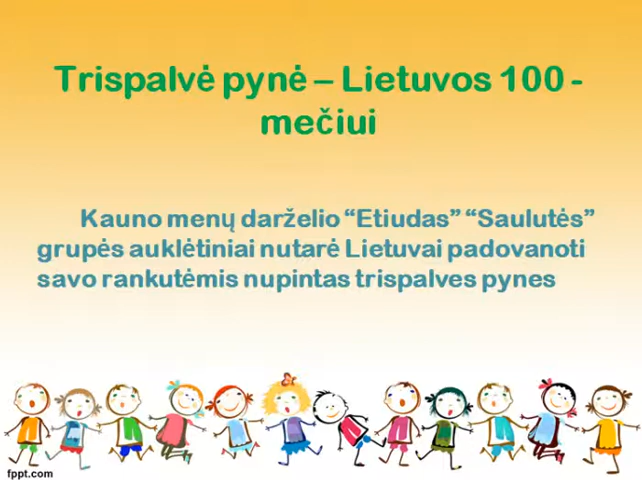 Trispalvė pynė – Lietuvos 100 -
mečiui
Kauno menų darželio “Etiudas” “Saulutės”
grupės auklėtiniai nutarė Lietuvai padovanoti
savo rankutėmis nupintas trispalves pynes
fppt.com